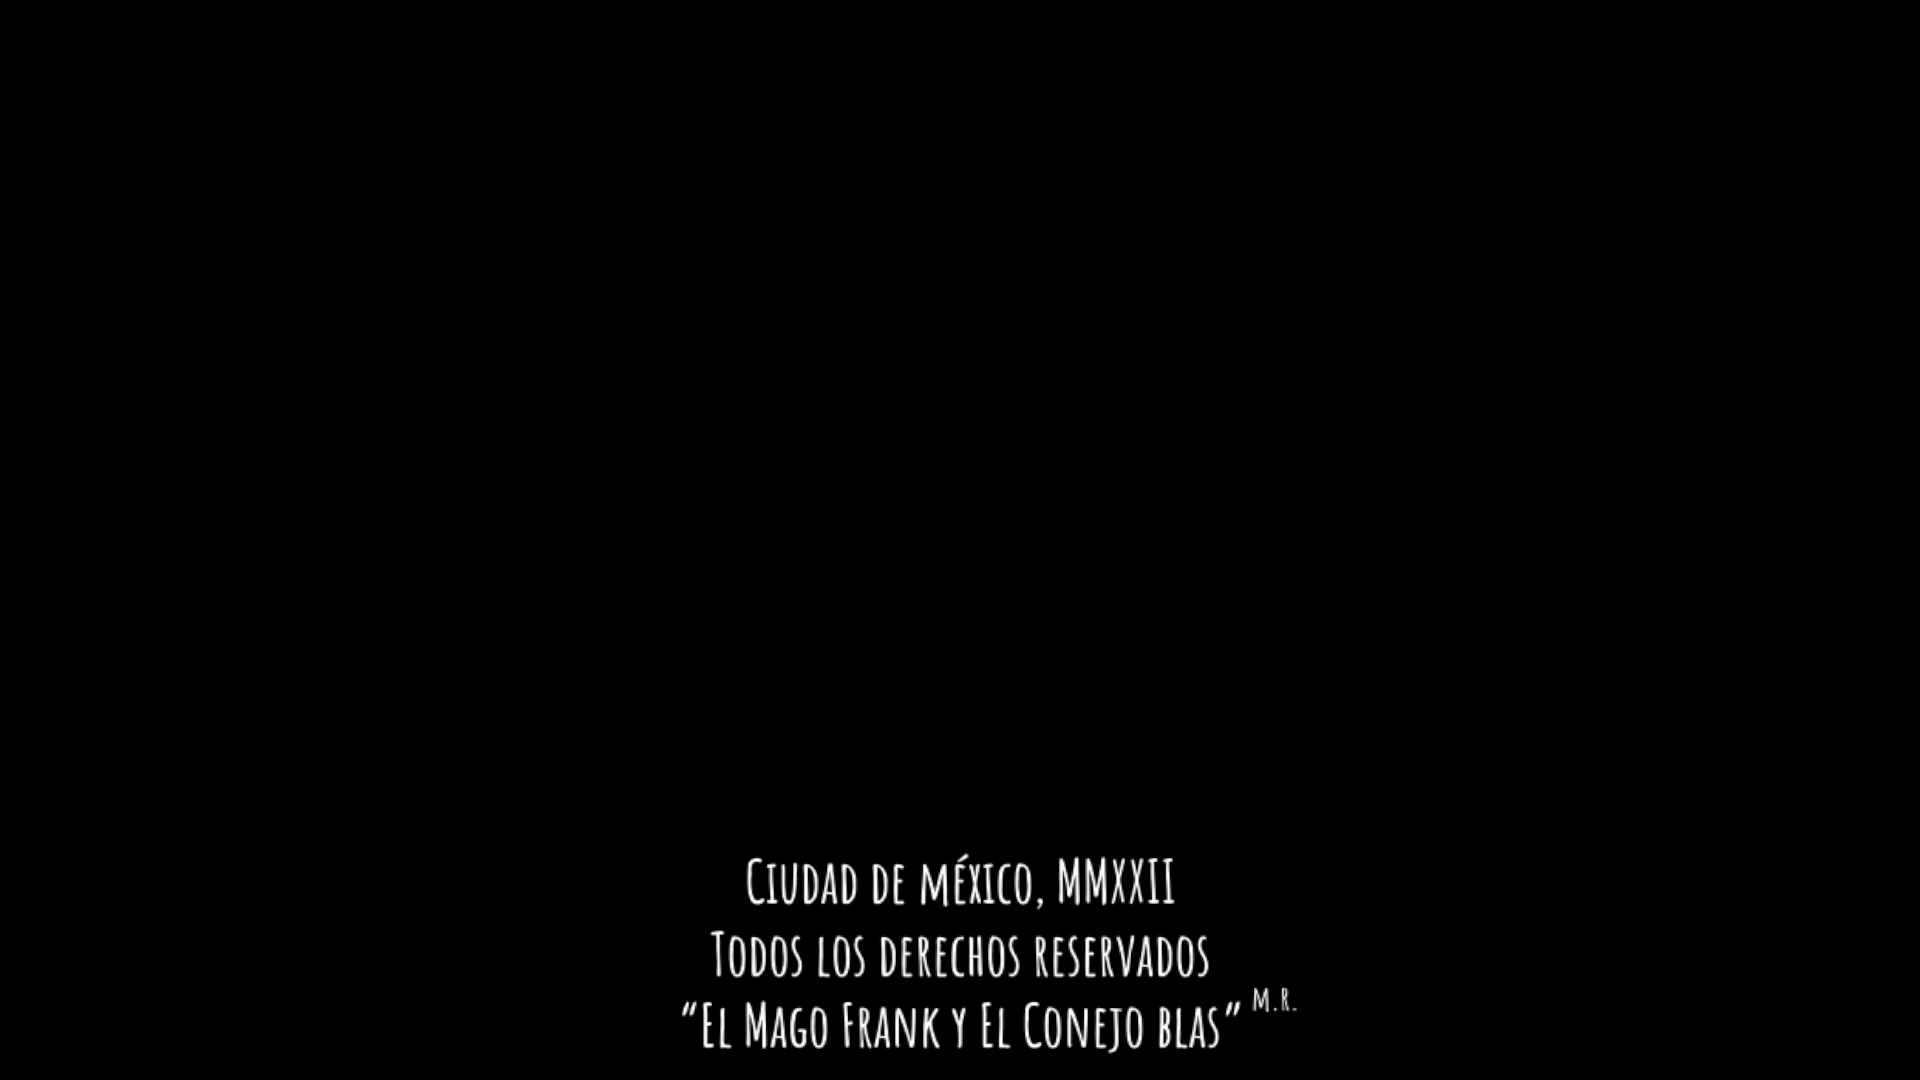 Ciudad de méxico, MMXXII
Todos los derechos reservados
“El Mago Frank y El Conejo blas” M.R.